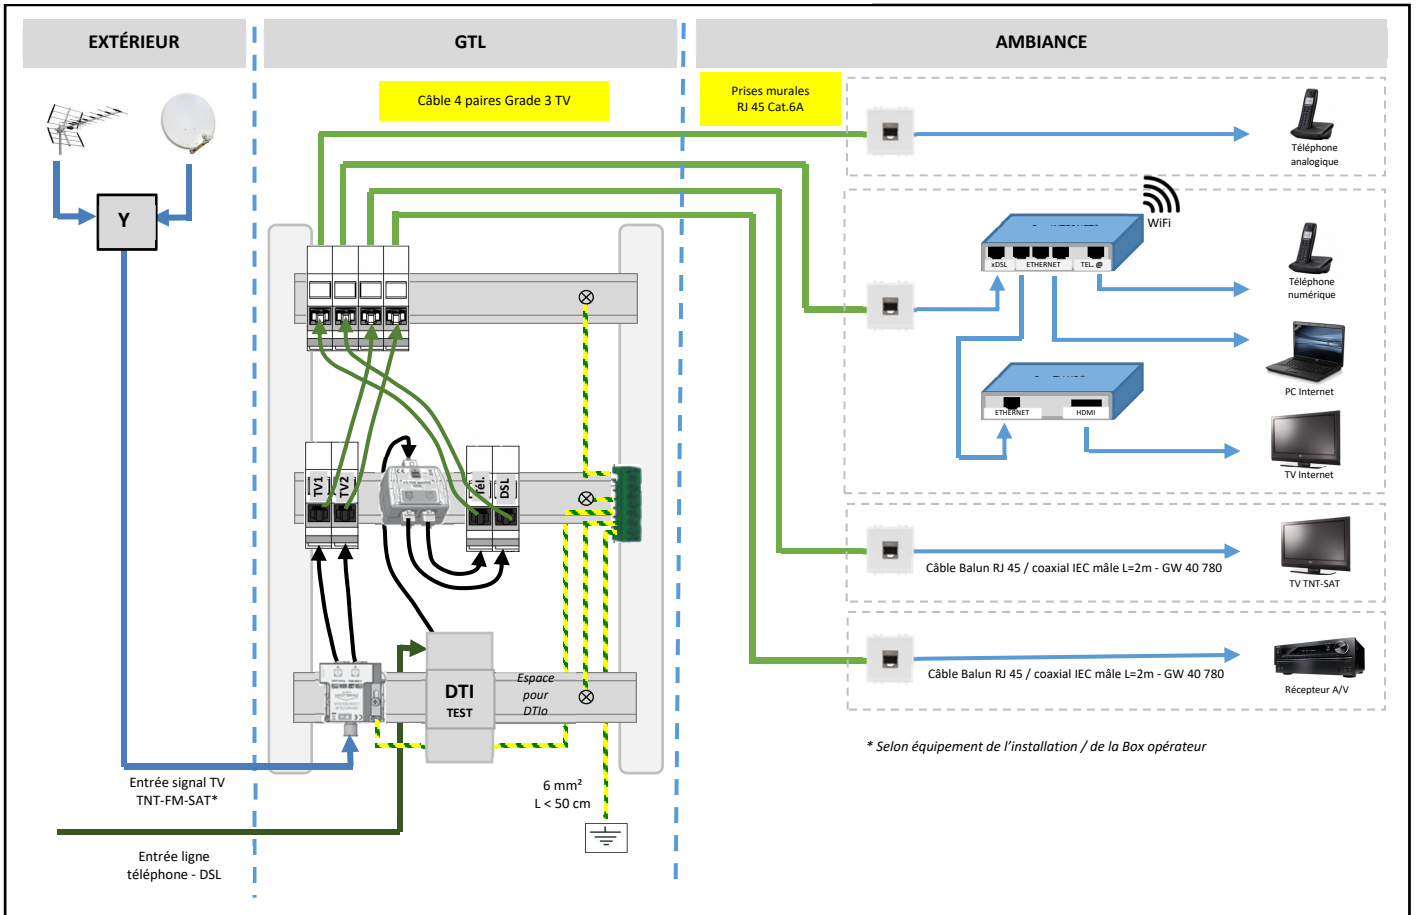 EXTÉRIEUR
GTL
AMBIANCE
Câble 4 paires Grade 3 TV
Prises murales
RJ 45 Cat.6A
Téléphone
analogique
Y
WiFi
xDSL
ETHERNET
TEL. @
Téléphone
numérique
PC Internet
ETHERNET
HDMI
TV Internet
TV1
TV2
Tél.
DSL
Câble Balun RJ 45 / coaxial IEC mâle L=2m - GW 40 780
TV TNT-SAT
Câble Balun RJ 45 / coaxial IEC mâle L=2m - GW 40 780
Récepteur A/V
DTI
TEST
Espace
pour
DTIo
* Selon équipement de l'installation / de la Box opérateur
Entrée signal TV
TNT-FM-SAT*
6 mm²
L < 50 cm
Entrée ligne
téléphone - DSL